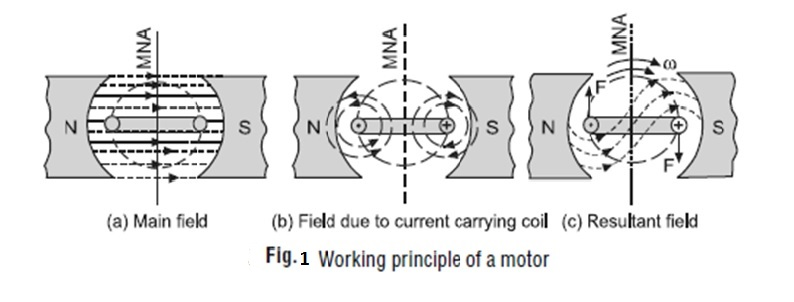 MNA
N
S
(a) Main field
MNA
N
+
S
(b) Field due to current carrying coil
MNA
ω
F
N
+
S
F
(c) Resultant field
Fig.1 Working principle of a motor